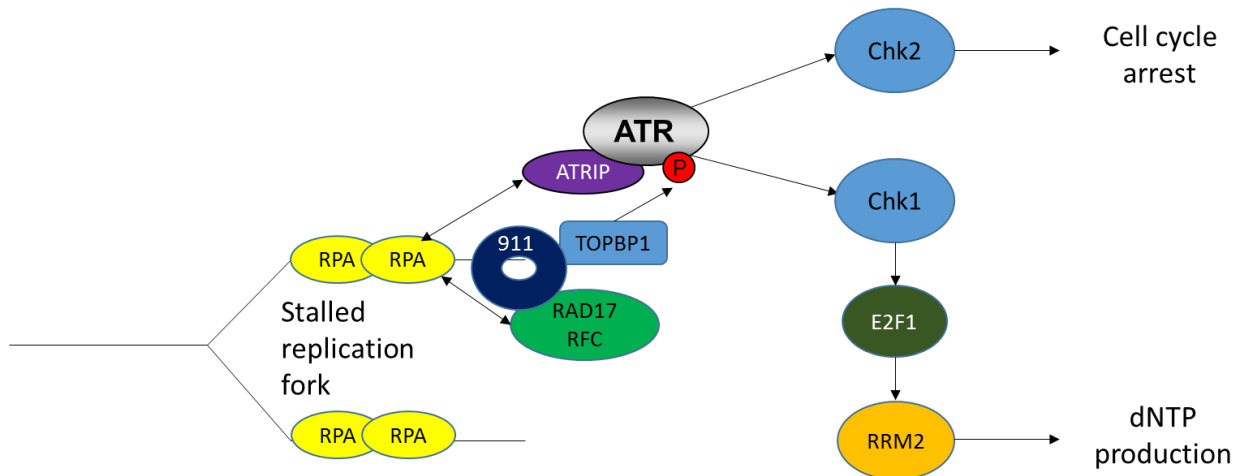 Chk2
Cell cycle
arrest
ATR
P
ATRIP
Chk1
911
TOPBP1
RPA
RPA
RAD17
RFC
Stalled
replication
fork
E2F1
RPA
RPA
RRM2
dNTP
production